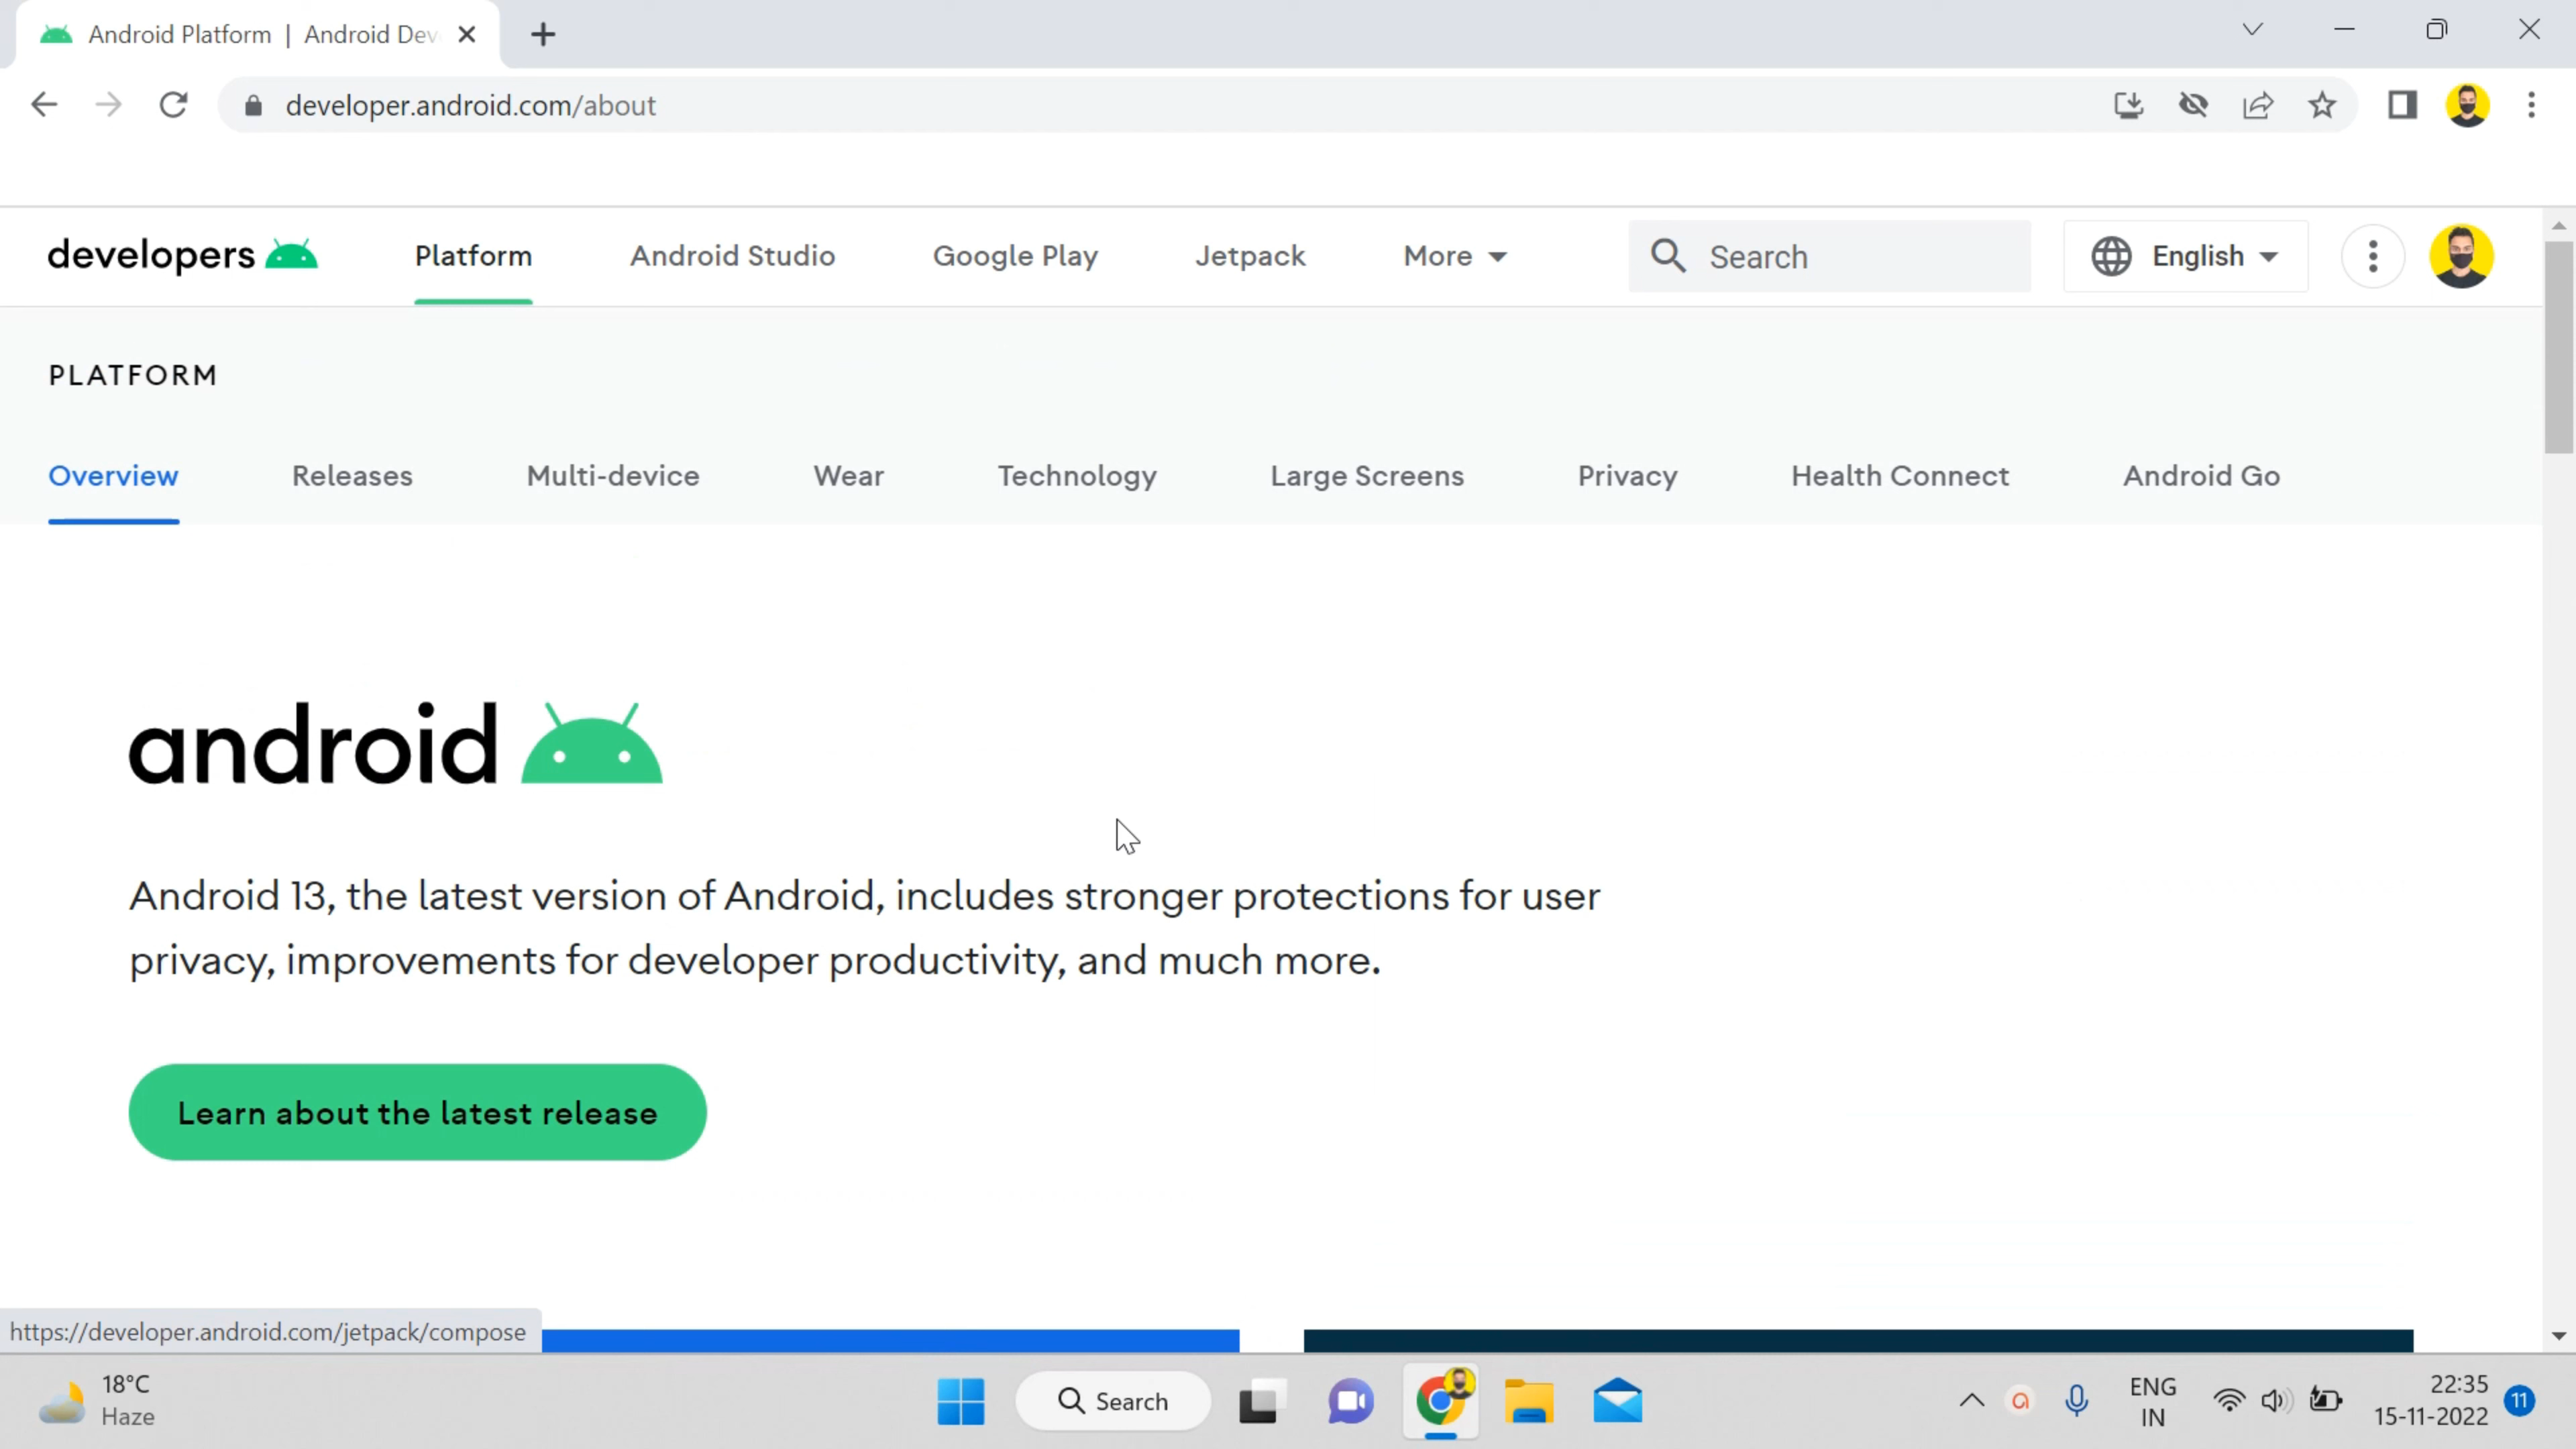 Android Platform | Android Dev
developer.android.com/about
developers Platform Android Studio Google Play Jetpack More Search English
PLATFORM
Overview Releases Multi-device Wear Technology Large Screens Privacy Health Connect Android Go
android
Android 13, the latest version of Android, includes stronger protections for user
privacy, improvements for developer productivity, and much more.
Learn about the latest release
https://developer.android.com/jetpack/compose
18°C
Haze
Search
ENG
IN
22:35
15-11-2022
11